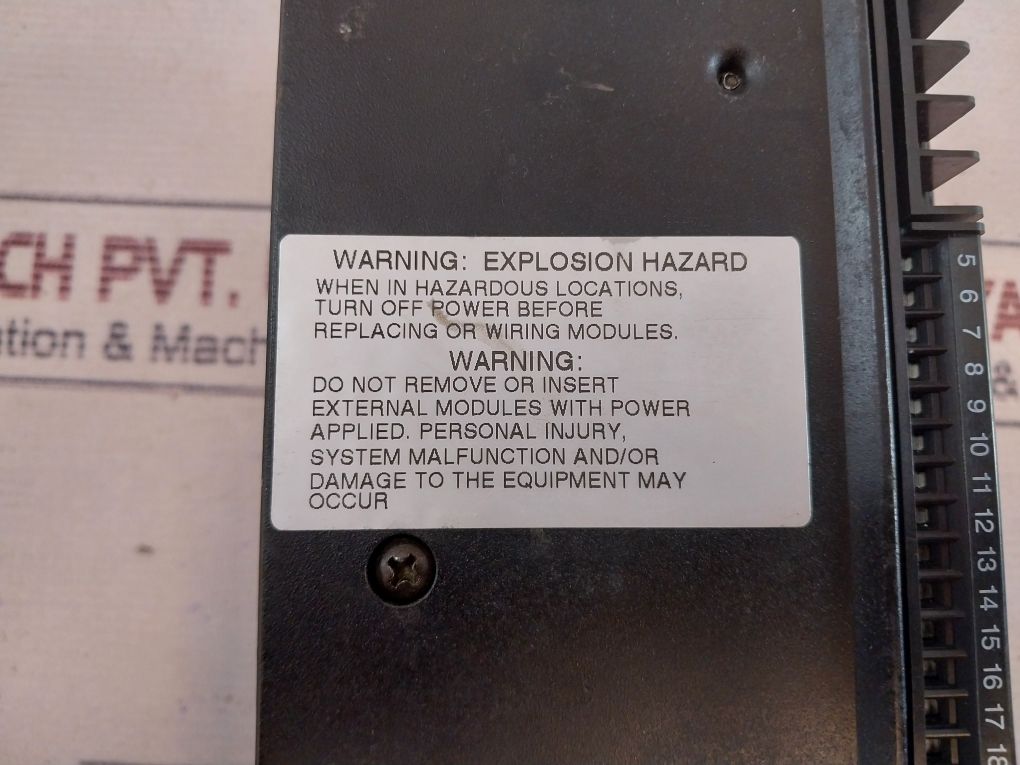 WARNING: EXPLOSION HAZARD
WHEN IN HAZARDOUS LOCATIONS,
TURN OFF POWER BEFORE
REPLACING OR WIRING MODULES.
WARNING:
DO NOT REMOVE OR INSERT
EXTERNAL MODULES WITH POWER
APPLIED. PERSONAL INJURY,
SYSTEM MALFUNCTION AND/OR
DAMAGE TO THE EQUIPMENT MAY
OCCUR
5
6
7
8
9
10
11
12
13
14
15
16
17
18
CH PVT.
tion & Mach
&